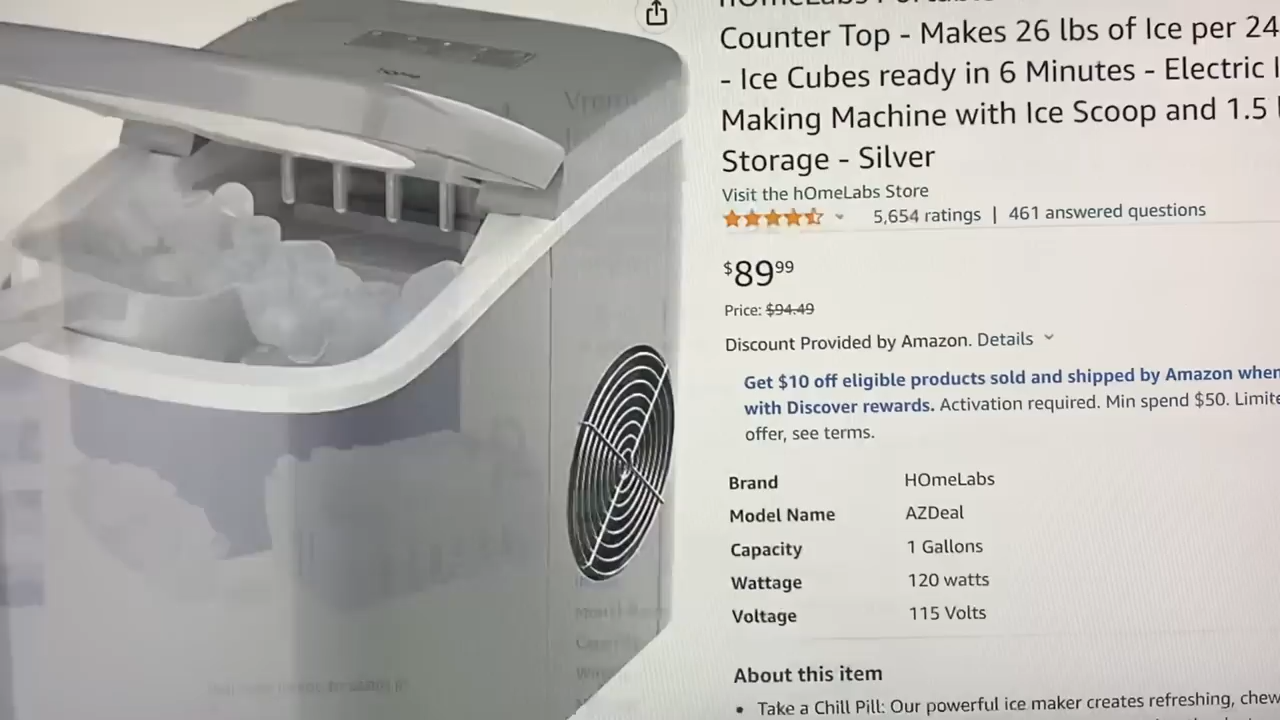 Counter Top - Makes 26 lbs of Ice per 24
- Ice Cubes ready in 6 Minutes - Electric
Making Machine with Ice Scoop and 1.5
Storage - Silver
Visit the hOmeLabs Store
5,654 ratings | 461 answered questions
$89.99
Price: $94.49
Discount Provided by Amazon. Details
Get $10 off eligible products sold and shipped by Amazon when
with Discover rewards. Activation required. Min spend $50.
offer, see terms.
Brand HOmeLabs
Model Name AZDeal
Capacity 1 Gallons
Wattage 120 watts
Voltage 115 Volts
About this item
• Take a Chill Pill: Our powerful ice maker creates refreshing,